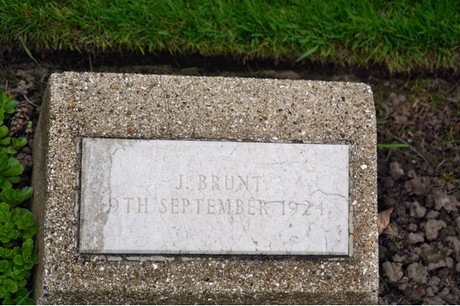 J. BRUNT
9TH SEPTEMBER 1924